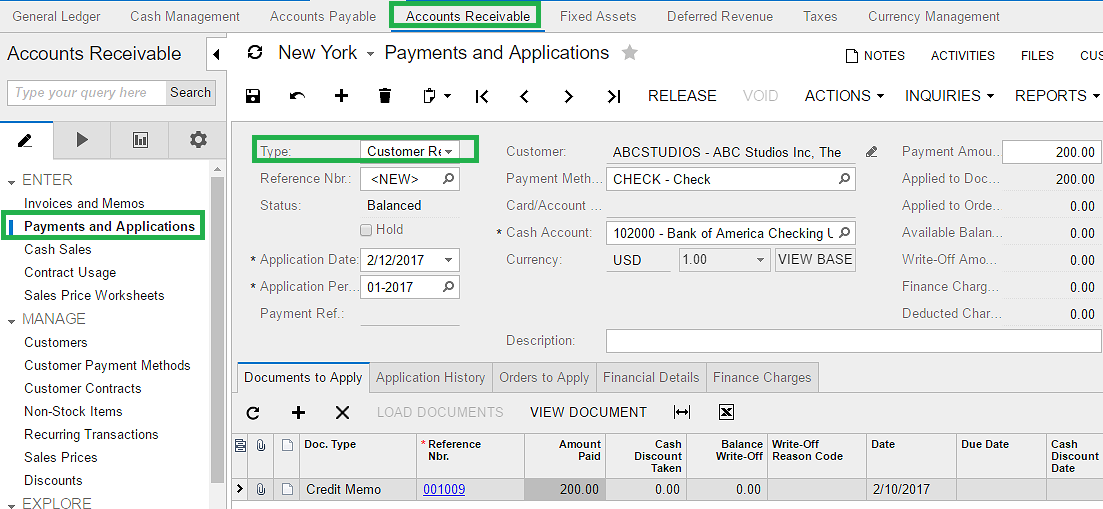 General Ledger Cash Management Accounts Payable Accounts Receivable Fixed Assets Deferred Revenue Taxes Currency Management
Accounts Receivable
New York Payments and Applications
NOTES ACTIVITIES FILES CUS
Type your query here Search
RELEASE VOID ACTIONS INQUIRIES REPORTS
ENTER
Invoices and Memos
Payments and Applications
Cash Sales
Contract Usage
Sales Price Worksheets
MANAGE
Customers
Customer Payment Methods
Customer Contracts
Non-Stock Items
Recurring Transactions
Sales Prices
Discounts
EXPLORE
Type: Customer Re
Reference Nbr.: <NEW>
Status: Balanced
Hold
* Application Date: 2/12/2017
* Application Per... 01-2017
Payment Ref.:
Customer: ABCSTUDIOS - ABC Studios Inc, The
Payment Meth... CHECK - Check
Card/Account ...
* Cash Account: 102000 - Bank of America Checking U
Currency: USD 1.00 VIEW BASE
Description:
Payment Amou... 200.00
Applied to Doc... 200.00
Applied to Orde... 0.00
Available Balan... 0.00
Write-Off Amo... 0.00
Finance Charg... 0.00
Deducted Char... 0.00
Documents to Apply Application History Orders to Apply Financial Details Finance Charges
LOAD DOCUMENTS VIEW DOCUMENT
Doc. Type * Reference Nbr. Amount Paid Cash Discount Taken Balance Write-Off Write-Off Reason Code Date Due Date Cash Discount Date
Credit Memo 001009 200.00 0.00 0.00 2/10/2017